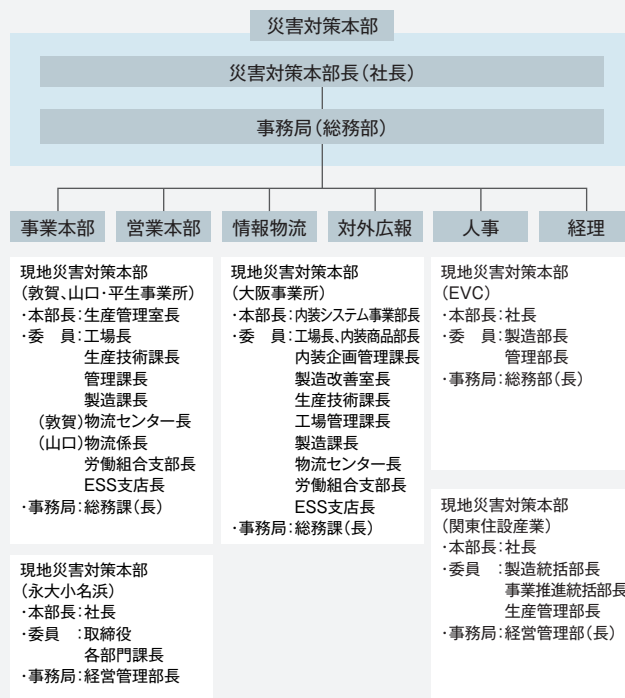 災害対策本部
災害対策本部長(社長)
事務局(総務部)
事業本部
営業本部
情報物流
対外広報
人事
経理
現地災害対策本部
(敦賀、山口・平生事業所)
・本部長:生産管理室長
・委　員:工場長
生産技術課長
管理課長
製造課長
(敦賀)物流センター長
(山口)物流係長
労働組合支部長
ESS支店長
・事務局:総務課(長)
現地災害対策本部
(永大小名浜)
・本部長:社長
・委員　:取締役
各部門課長
・事務局:経営管理部長
現地災害対策本部
(大阪事業所)
・本部長:内装システム事業部長
・委　員:工場長、内装商品部長
内装企画管理課長
製造改善室長
生産技術課長
工場管理課長
製造課長
物流センター長
労働組合支部長
ESS支店長
・事務局:総務課(長)
現地災害対策本部
(EVC)
・本部長:社長
・委　員:製造部長
管理部長
・事務局:総務部(長)
現地災害対策本部
(関東住設産業)
・本部長:社長
・委員　:製造統括部長
事業推進統括部長
生産管理部長
・事務局:経営管理部(長)